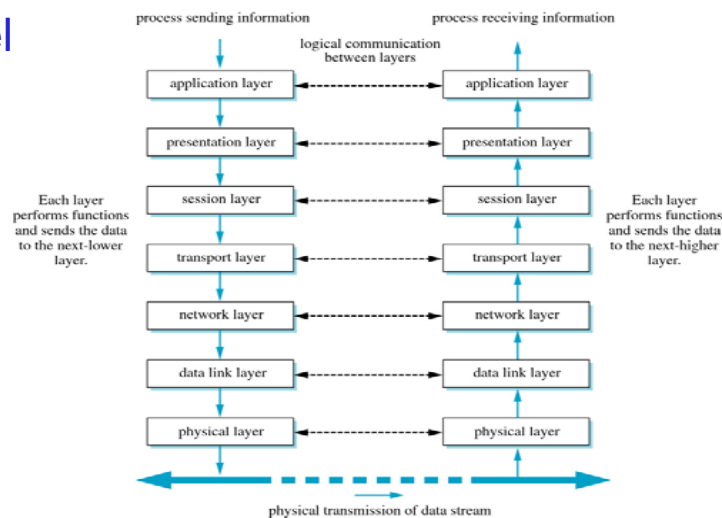 el
process sending information
process receiving information
logical communication
between layers
application layer
application layer
presentation layer
presentation layer
Each layer
performs functions
and sends the data
to the next-lower
layer.
session layer
session layer
Each layer
performs functions
and sends the data
to the next-higher
layer.
transport layer
transport layer
network layer
network layer
data link layer
data link layer
physical layer
physical layer
physical transmission of data stream